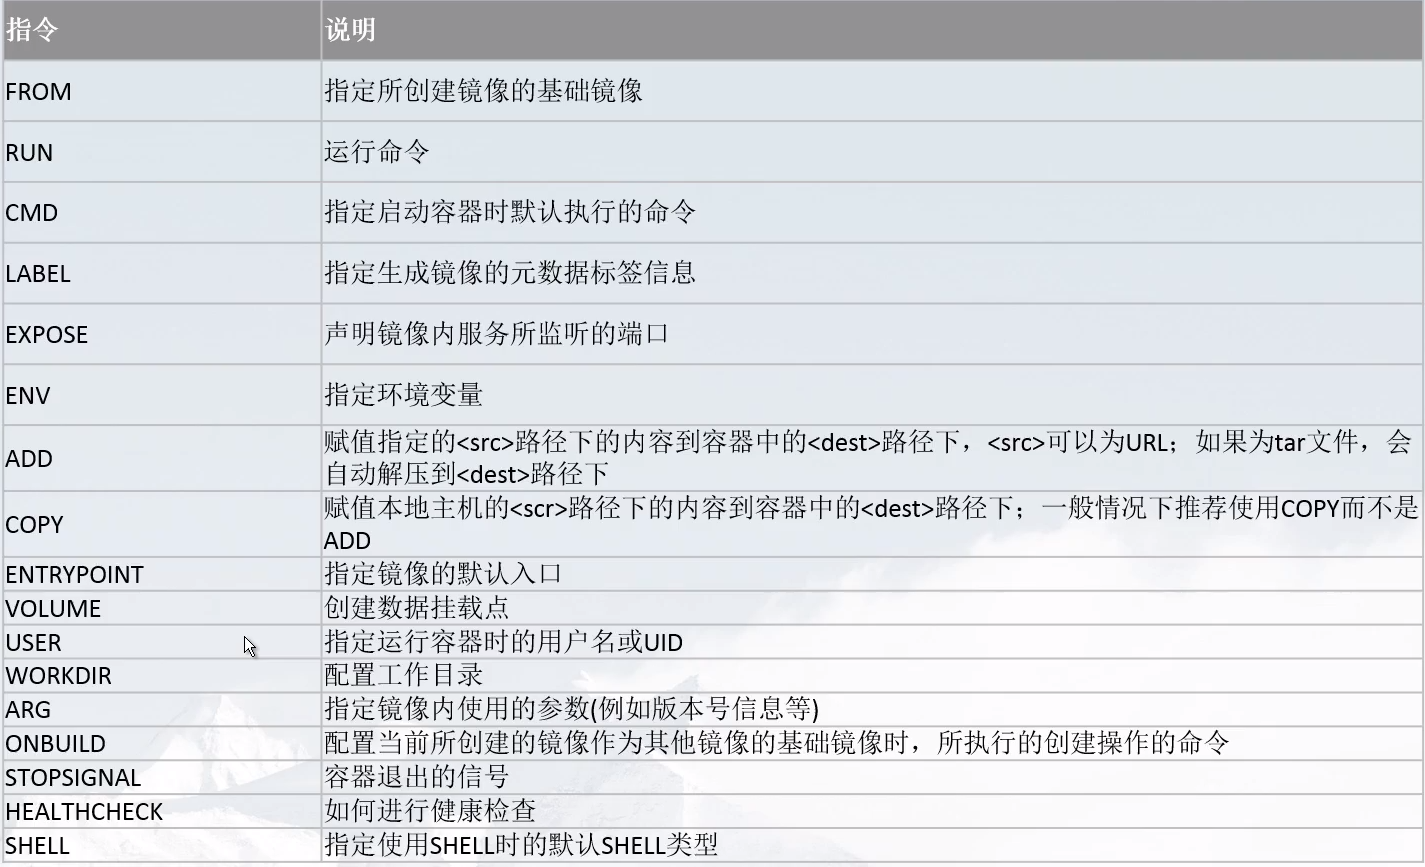 指令 说明
FROM 指定所创建镜像的基础镜像
RUN 运行命令
CMD 指定启动容器时默认执行的命令
LABEL 指定生成镜像的元数据标签信息
EXPOSE 声明镜像内服务所监听的端口
ENV 指定环境变量
ADD 赋值指定的<src>路径下的内容到容器中的<dest>路径下，<src>可以为URL；如果为tar文件，会
自动解压到<dest>路径下
COPY 赋值本地主机的<scr>路径下的内容到容器中的<dest>路径下；一般情况下推荐使用COPY而不是
ADD
ENTRYPOINT 指定镜像的默认入口
VOLUME 创建数据挂载点
USER 指定运行容器时的用户名或UID
WORKDIR 配置工作目录
ARG 指定镜像内使用的参数(例如版本号信息等)
ONBUILD 配置当前所创建的镜像作为其他镜像的基础镜像时，所执行的创建操作的命令
STOPSIGNAL 容器退出的信号
HEALTHCHECK 如何进行健康检查
SHELL 指定使用SHELL时的默认SHELL类型